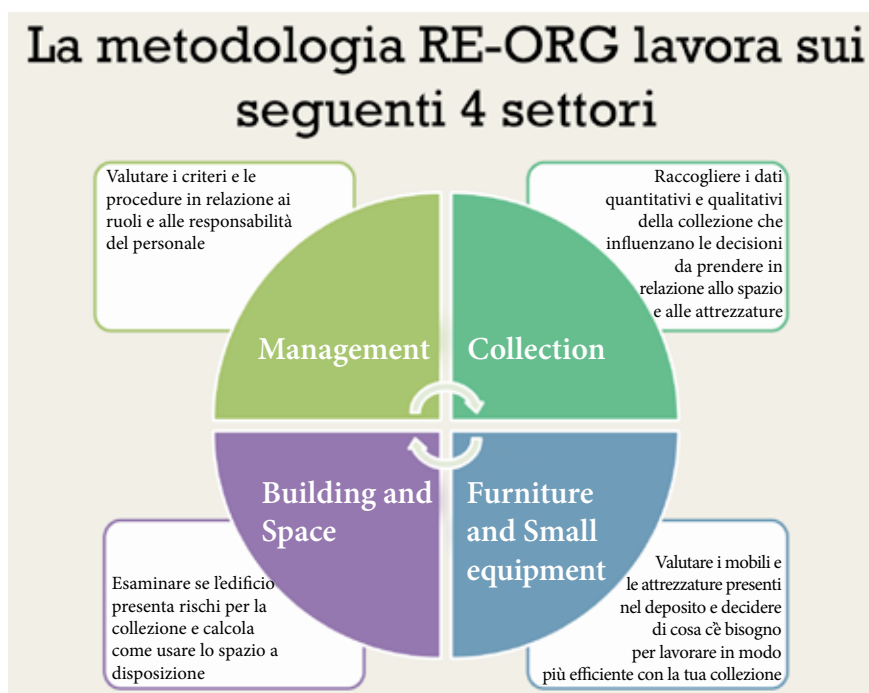 La metodologia RE-ORG lavora sui
seguenti 4 settori
Valutare i criteri e le
procedure in relazione ai
ruoli e alle responsabilità
del personale
Raccogliere i dati
quantitativi e qualitativi
della collezione che
influenzano le decisioni
da prendere in
relazione allo spazio
e alle attrezzature
Management
Collection
Building and
Space
Furniture
and Small
equipment
Esaminare se l'edificio
presenta rischi per la
collezione e calcola
come usare lo spazio a
disposizione
Valutare i mobili e
le attrezzature presenti
nel deposito e decidere
di cosa c'è bisogno
per lavorare in modo
più efficiente con la tua collezione